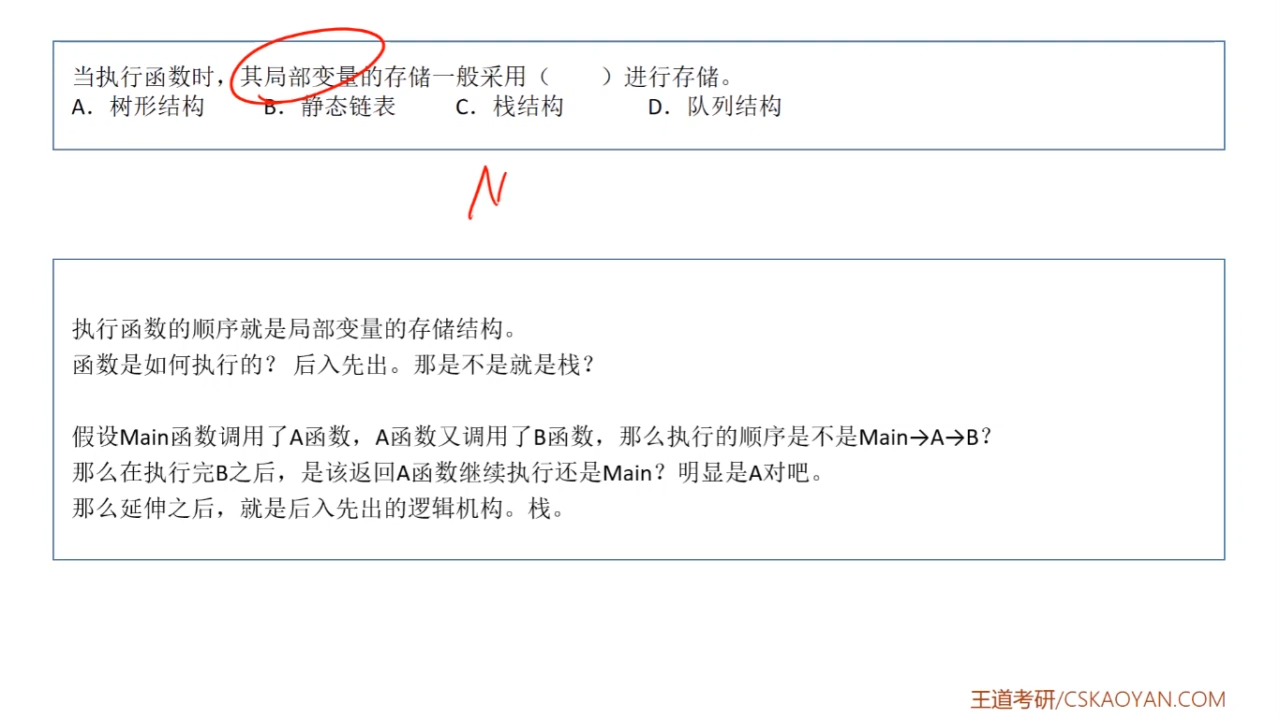 当执行函数时，其局部变量的存储一般采用（　　）进行存储。
A．树形结构　　B．静态链表　　C．栈结构　　D．队列结构
执行函数的顺序就是局部变量的存储结构。
函数是如何执行的？ 后入先出。那是不是就是栈？
假设Main函数调用了A函数，A函数又调用了B函数，那么执行的顺序是不是Main→A→B？
那么在执行完B之后，是该返回A函数继续执行还是Main？明显是A对吧。
那么延伸之后，就是后入先出的逻辑机构。栈。
王道考研/CSKAOYAN.COM